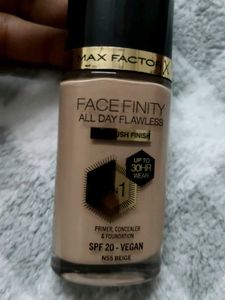 MAX FACTOR X
FACE FINITY
ALL DAY FLAWLESS
FINISH
UP TO
30HR
WEAR
1
PRIMER, CONCEALER
& FOUNDATION
SPF 20 - VEGAN
N55 BEIGE